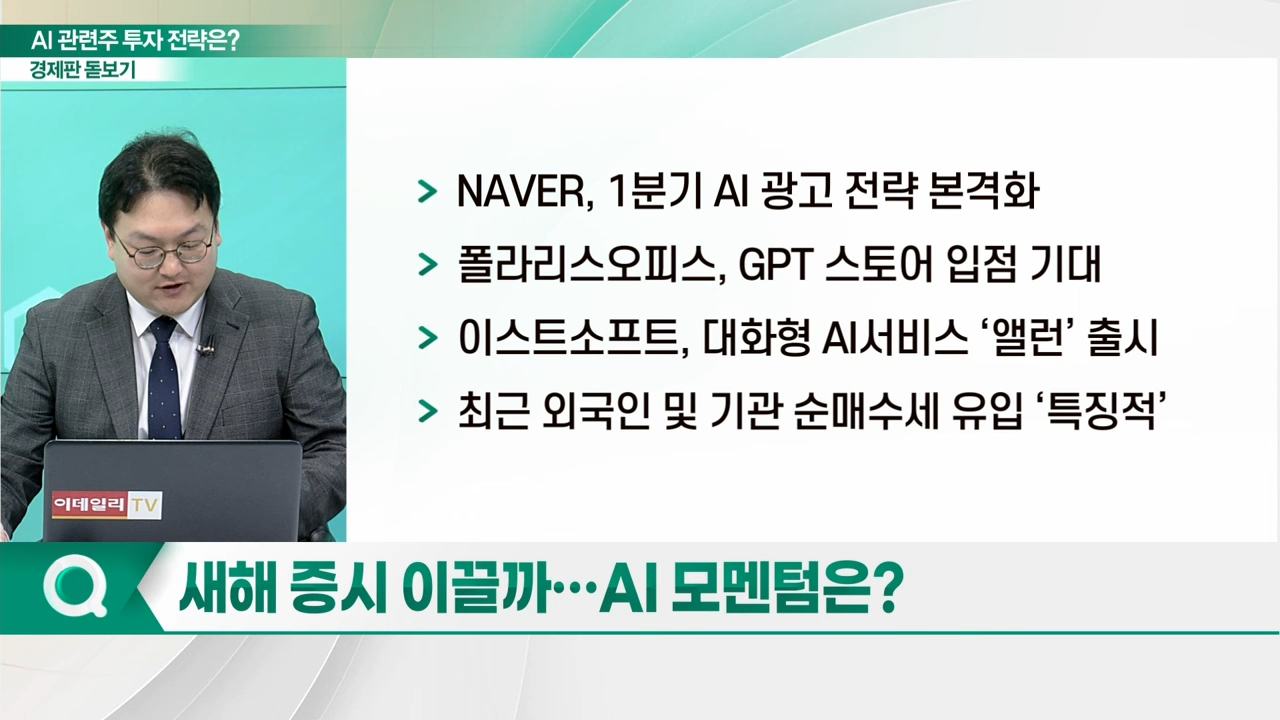 AI 관련주 투자 전략은?
경제판 돋보기
> NAVER, 1분기 AI 광고 전략 본격화
> 폴라리스오피스, GPT 스토어 입점 기대
> 이스트소프트, 대화형 AI서비스 ‘앨런’ 출시
> 최근 외국인 및 기관 순매수세 유입 ‘특징적’
이데일리 TV
새해 증시 이끌까…AI 모멘텀은?